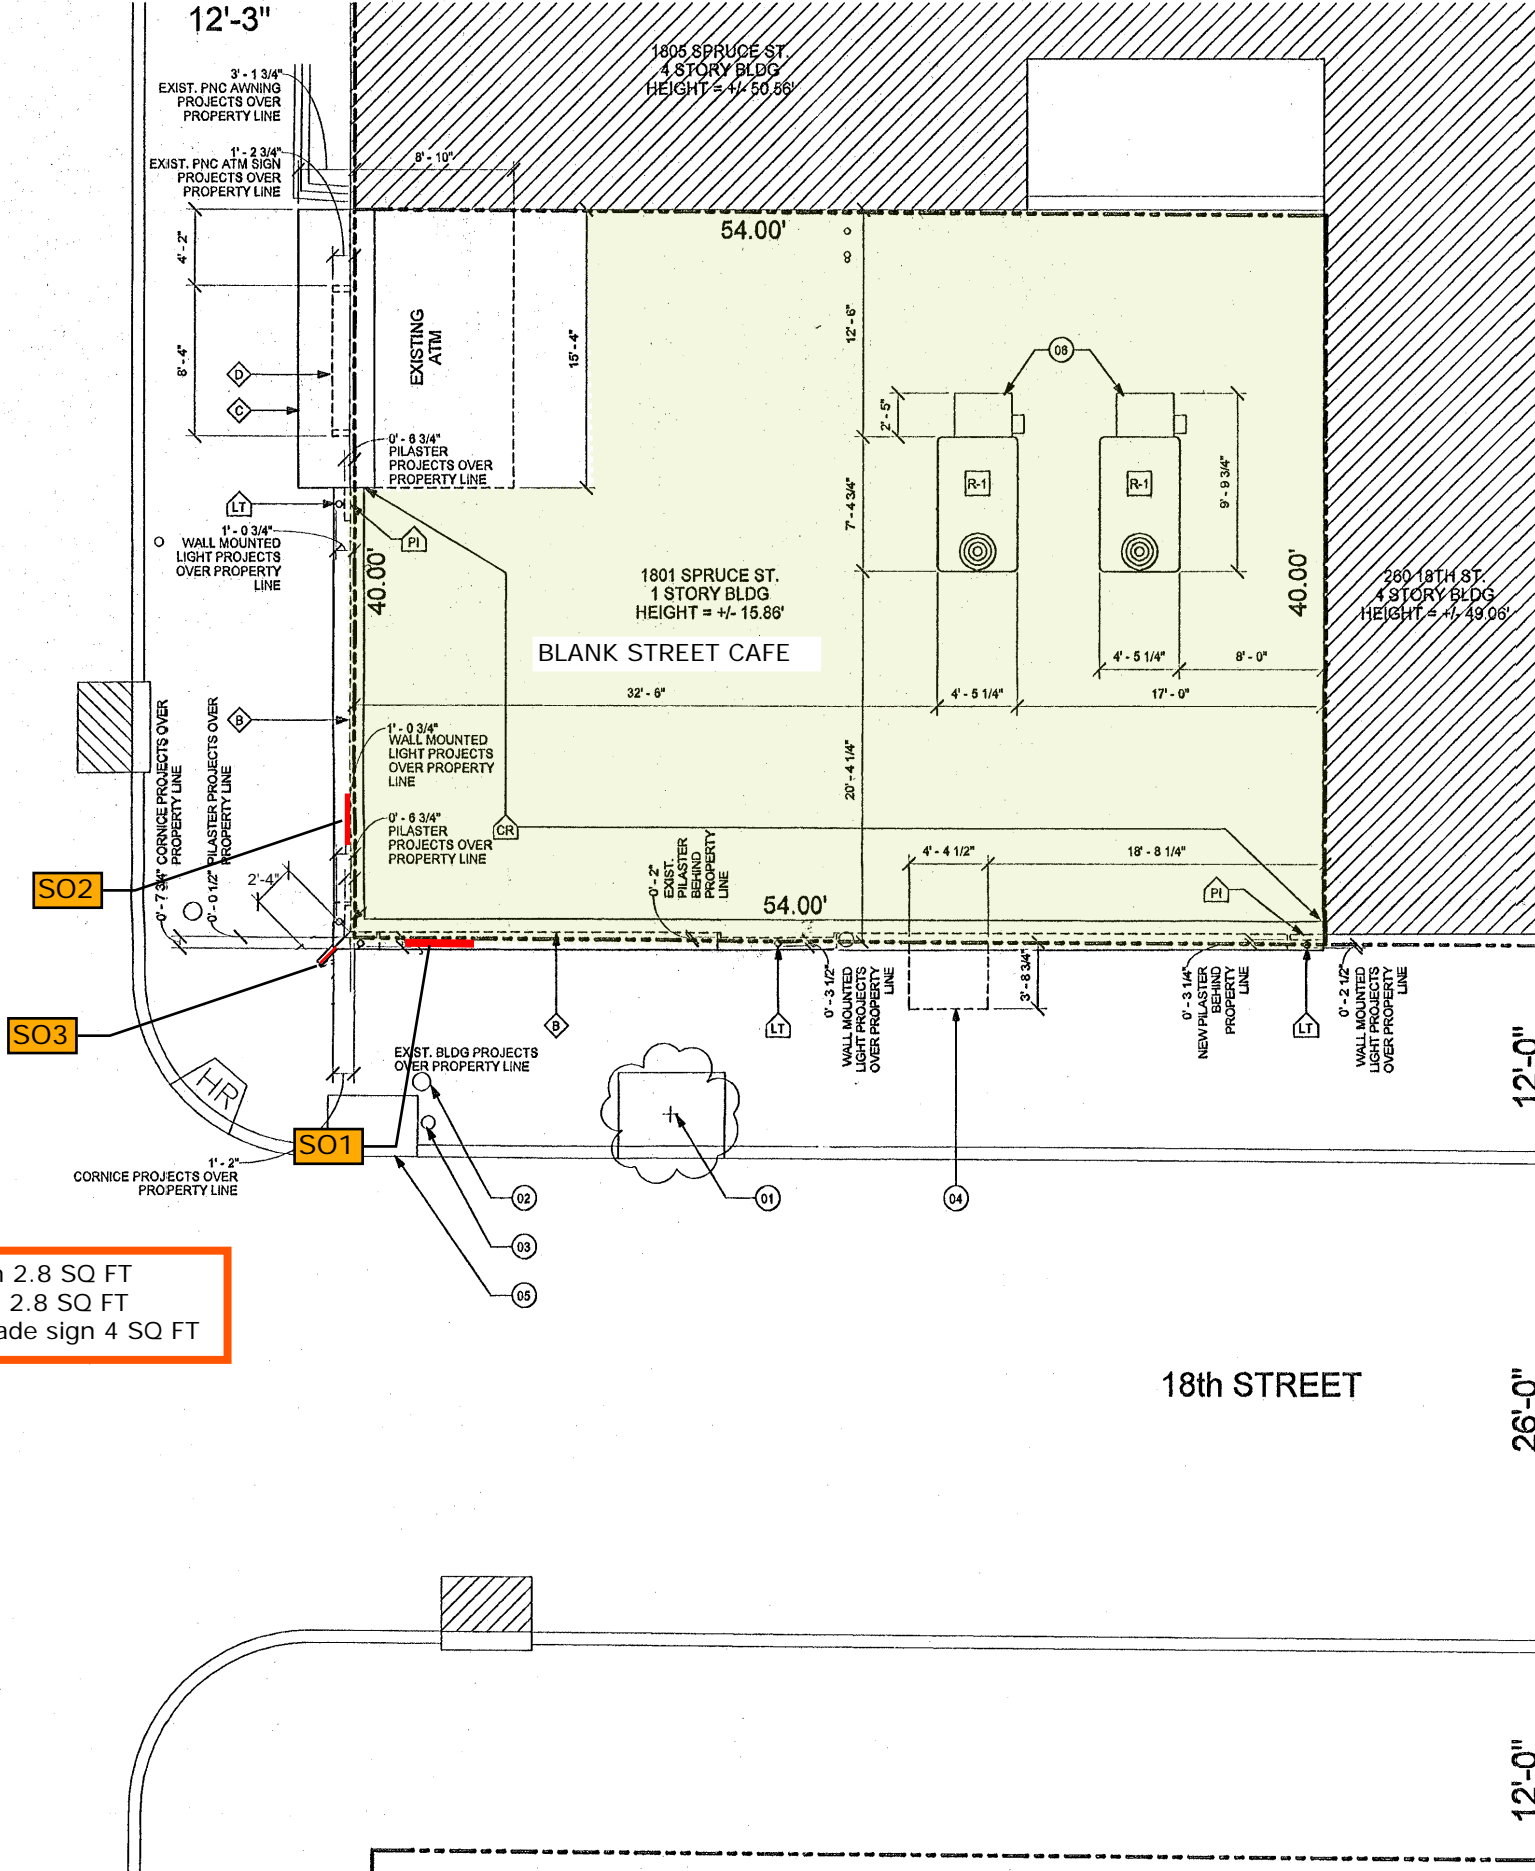 12'-3"
1805 SPRUCE ST.
4 STORY BLDG
HEIGHT = +/- 50.56'
3' - 1 3/4"
EXIST. PNC AWNING
PROJECTS OVER
PROPERTY LINE
1' - 2 3/4"
EXIST. PNC ATM SIGN
PROJECTS OVER
PROPERTY LINE
8' - 10"
4' - 2"
54.00'
8' - 4"
EXISTING
ATM
15' - 4"
12' - 6"
06
D
C
2' - 5"
0' - 6 3/4"
PILASTER
PROJECTS OVER
PROPERTY LINE
R-1
R-1
7' - 4 3/4"
9' - 9 3/4"
LT
PI
1' - 0 3/4"
WALL MOUNTED
LIGHT PROJECTS
OVER PROPERTY
LINE
40.00'
1801 SPRUCE ST.
1 STORY BLDG
HEIGHT = +/- 15.86'
40.00'
260 18TH ST.
4 STORY BLDG
HEIGHT = +/- 49.06'
BLANK STREET CAFE
4' - 5 1/4"
8' - 0"
32' - 6"
4' - 5 1/4"
17' - 0"
B
0' - 7 3/4" CORNICE PROJECTS OVER
PROPERTY LINE
0' - 0 1/2" PILASTER PROJECTS OVER
PROPERTY LINE
1' - 0 3/4"
WALL MOUNTED
LIGHT PROJECTS
OVER PROPERTY
LINE
20' - 4 1/4"
0' - 6 3/4"
PILASTER
PROJECTS OVER
PROPERTY LINE
CR
SO2
2'-4"
0' - 2"
EXIST.
PILASTER
BEHIND
PROPERTY
LINE
4' - 4 1/2"
18' - 8 1/4"
PI
54.00'
SO3
B
LT
0' - 3 1/2"
WALL MOUNTED
LIGHT PROJECTS
OVER PROPERTY
LINE
3' - 8 3/4"
0' - 3 1/4"
NEW PILASTER
BEHIND
PROPERTY
LINE
LT
0' - 2 1/2"
WALL MOUNTED
LIGHT PROJECTS
OVER PROPERTY
LINE
12'-0"
EXIST. BLDG PROJECTS
OVER PROPERTY LINE
HR
SO1
1' - 2"
CORNICE PROJECTS OVER
PROPERTY LINE
02
01
04
03
05
2.8 SQ FT
2.8 SQ FT
sign 4 SQ FT
18th STREET
26'-0"
12'-0"